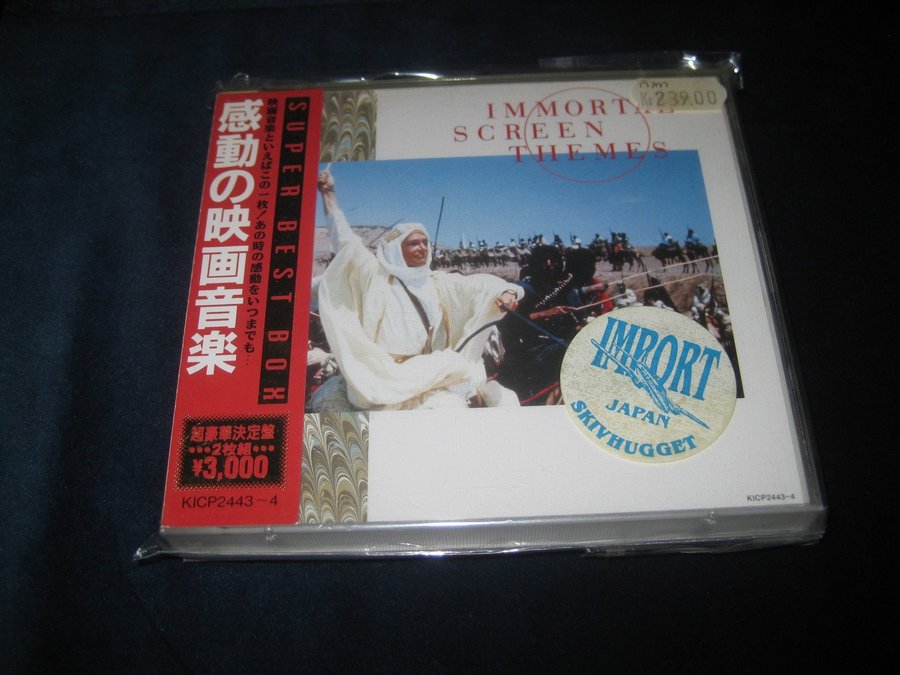 感動の映画音楽
映画音楽といえばこの一枚!あの時の感動をいつまでも…
SUPER BEST BOX
超豪華決定盤
…2枚組…
¥3,000
KICP2443~4
IMMORTAL
SCREEN
THEMES
Kr239.00
IMPORT
JAPAN
SKIVHUGGET
KICP2443~4